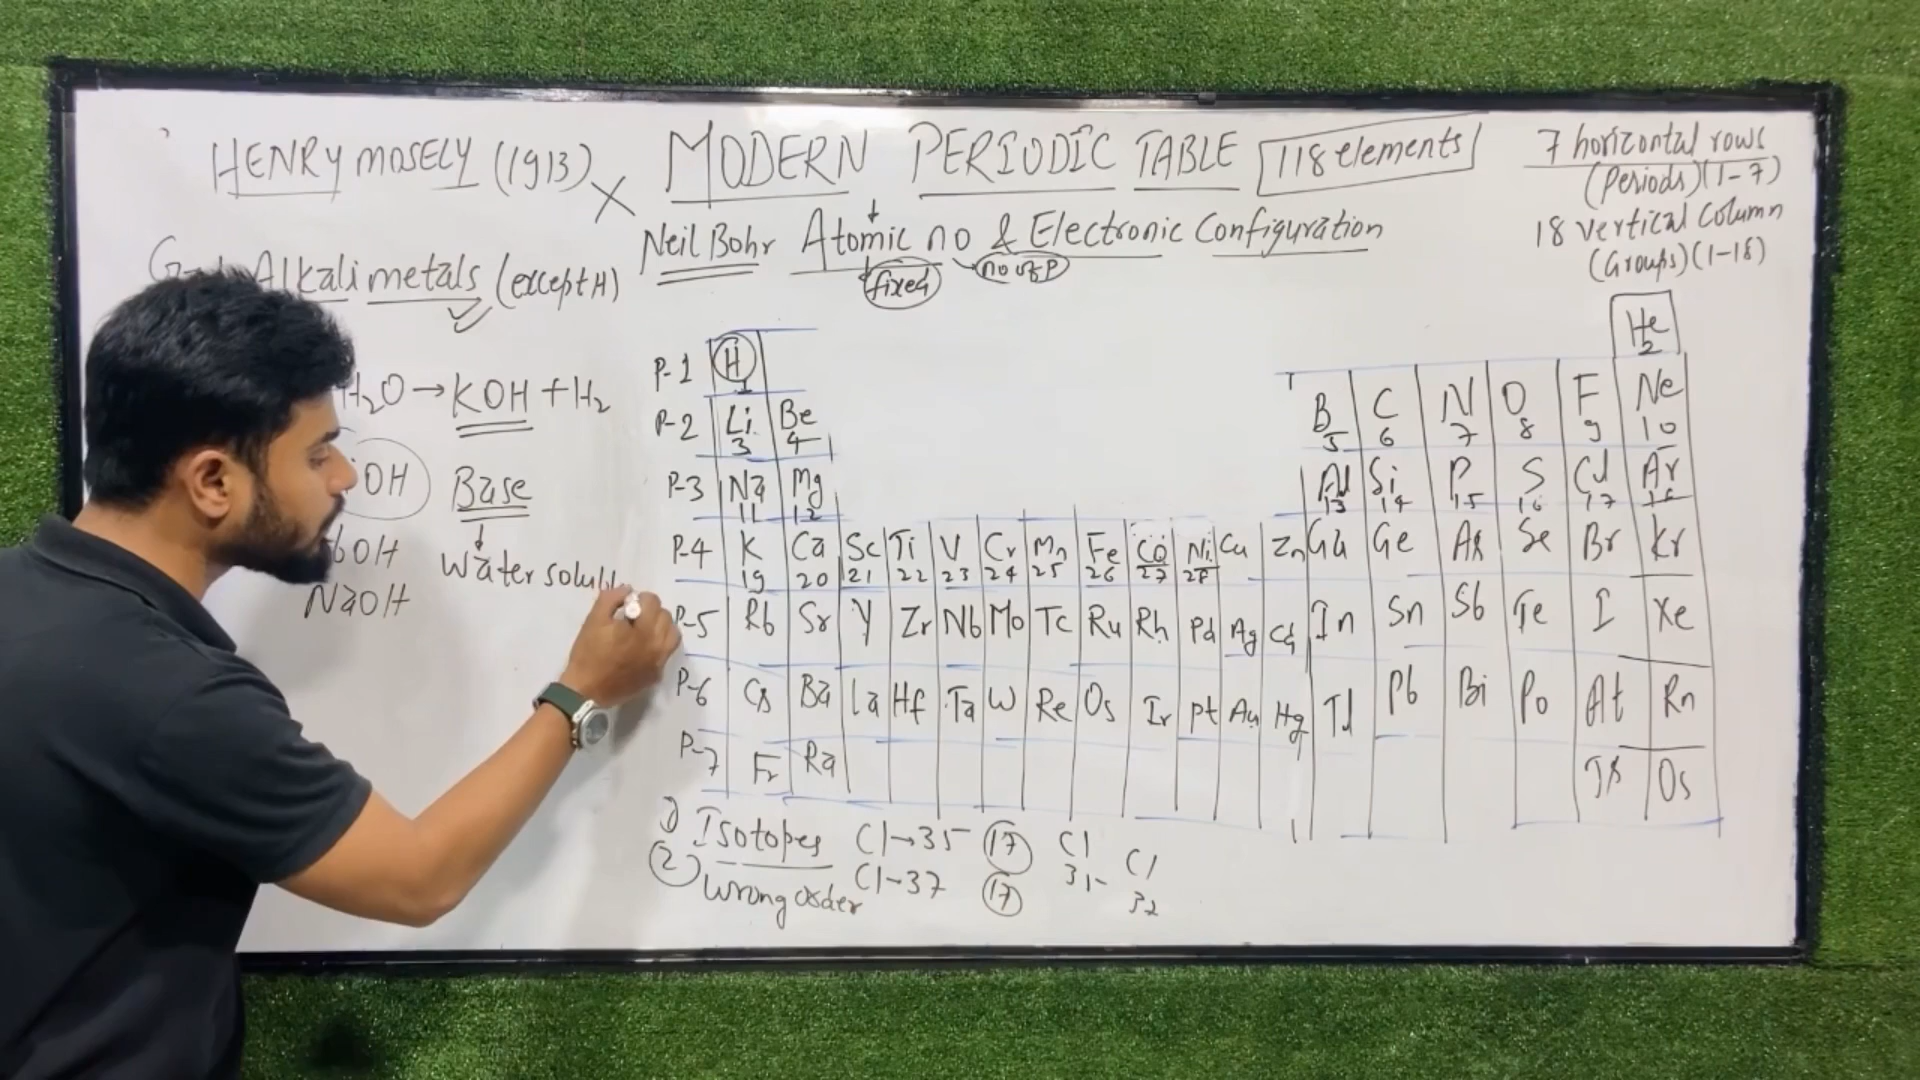 HENRY MOSELY (1913) X MODERN PERIODIC TABLE 118 elements
7 horizontal rows
(Periods) (1-7)
18 vertical column
(Groups) (1-18)
Neil Bohr Atomic no & Electronic Configuration
fixed no of P
Alkali metals (except H)
H2O → KOH + H2
OH Base
OH water solubl
NaOH
He
2
P-1 H
1
P-2 Li Be B C N O F Ne
3 4 5 6 7 8 9 10
P-3 Na Mg Al Si P S Cl Ar
11 12 13 14 15 16 17 18
P-4 K Ca Sc Ti V Cr Mn Fe Co Ni Cu Zn Ga Ge As Se Br Kr
19 20 21 22 23 24 25 26 27 28
P-5 Rb Sr Y Zr Nb Mo Tc Ru Rh Pd Ag Cd In Sn Sb Te I Xe
P-6 Cs Ba La Hf Ta W Re Os Ir Pt Au Hg Tl Pb Bi Po At Rn
P-7 Fr Ra Ts Os
1) Isotopes Cl→35 17 Cl Cl
2) Wrong order Cl-37 17 31- 32